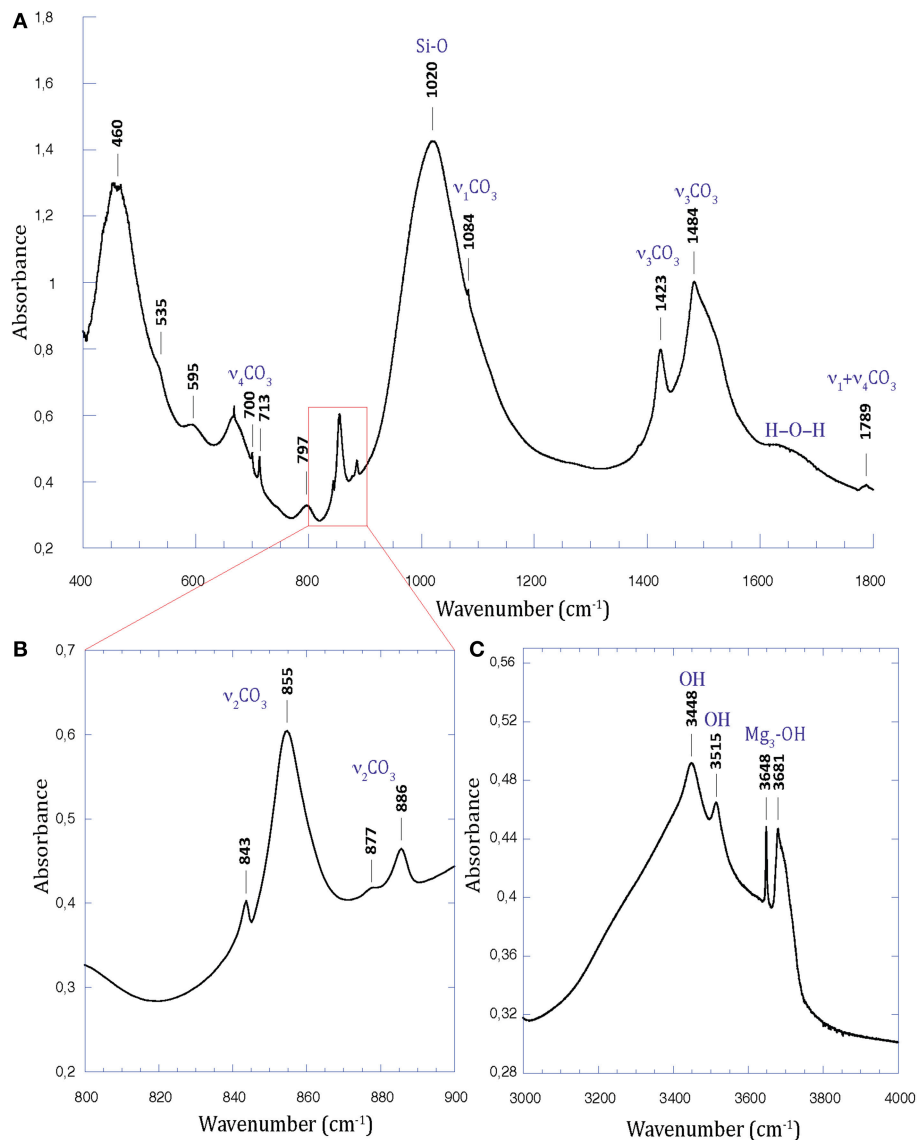 A
1,8
1,6
1,4
1,2
1
0,8
0,6
0,4
0,2
Absorbance
460
535
595
ν4CO3
700
713
797
Si-O
1020
ν1CO3
1084
ν3CO3
1423
ν3CO3
1484
H–O–H
ν1+ν4CO3
1789
400 600 800 1000 1200 1400 1600 1800
Wavenumber (cm-1)
B
0,7
0,6
0,5
0,4
0,3
0,2
Absorbance
843
ν2CO3
855
ν2CO3
877
886
800 820 840 860 880 900
Wavenumber (cm-1)
C
0,56
0,52
0,48
0,44
0,4
0,36
0,32
0,28
Absorbance
OH
3448
OH
3515
Mg3-OH
3648
3681
3000 3200 3400 3600 3800 4000
Wavenumber (cm-1)